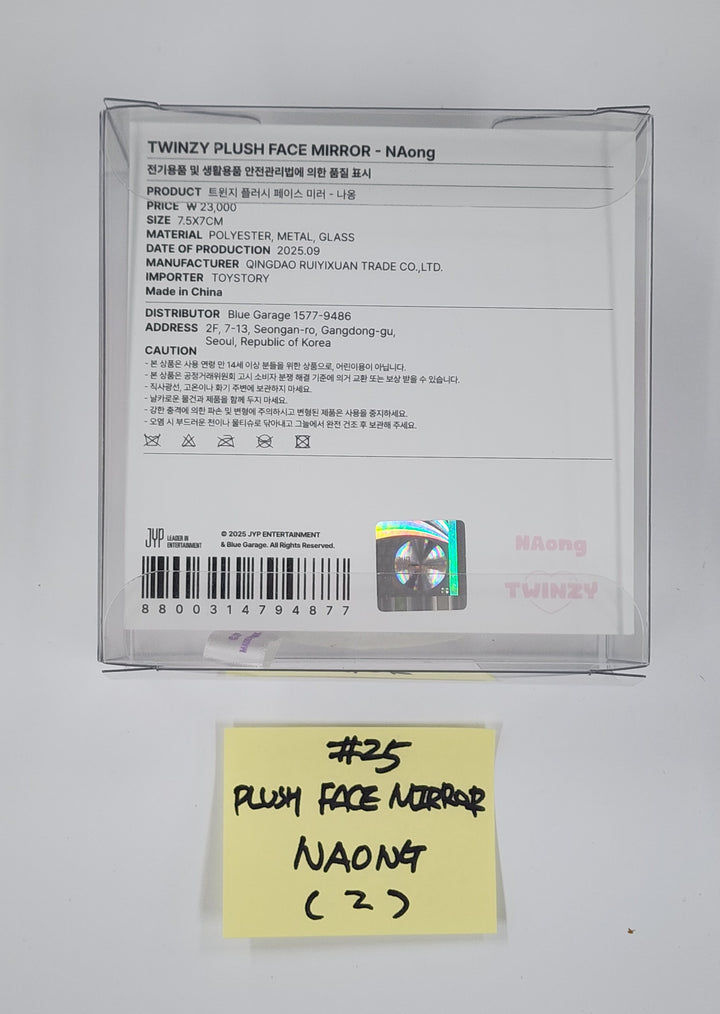 TWINZY PLUSH FACE MIRROR - NAong
전기용품 및 생활용품 안전관리법에 의한 품질 표시
PRODUCT 트윈지 플러시 페이스 미러 - 나옹
PRICE ₩ 23,000
SIZE 7.5X7CM
MATERIAL POLYESTER, METAL, GLASS
DATE OF PRODUCTION 2025.09
MANUFACTURER QINGDAO RUIYIXUAN TRADE CO.,LTD.
IMPORTER TOYSTORY
Made in China
DISTRIBUTOR Blue Garage 1577-9486
ADDRESS 2F, 7-13, Seongan-ro, Gangdong-gu,
Seoul, Republic of Korea
CAUTION
- 본 상품은 사용 연령 만 14세 이상 분들을 위한 상품으로, 어린이용이 아닙니다.
- 본 상품은 공정거래위원회 고시 소비자 분쟁 해결 기준에 의거 교환 또는 보상 받을 수 있습니다.
- 직사광선, 고온이나 화기 주변에 보관하지 마세요.
- 날카로운 물건과 제품을 함께 두지 마세요.
- 강한 충격에 의한 파손 및 변형에 주의하시고 변형된 제품은 사용을 중지하세요.
- 오염 시 부드러운 천이나 물티슈로 닦아내고 그늘에서 완전 건조 후 보관해 주세요.
JYP LEADER IN
ENTERTAINMENT
© 2025 JYP ENTERTAINMENT
& Blue Garage. All Rights Reserved.
8800314794877
NAong
TWINZY
#25
PLUSH FACE MIRROR
NAONG
(2)